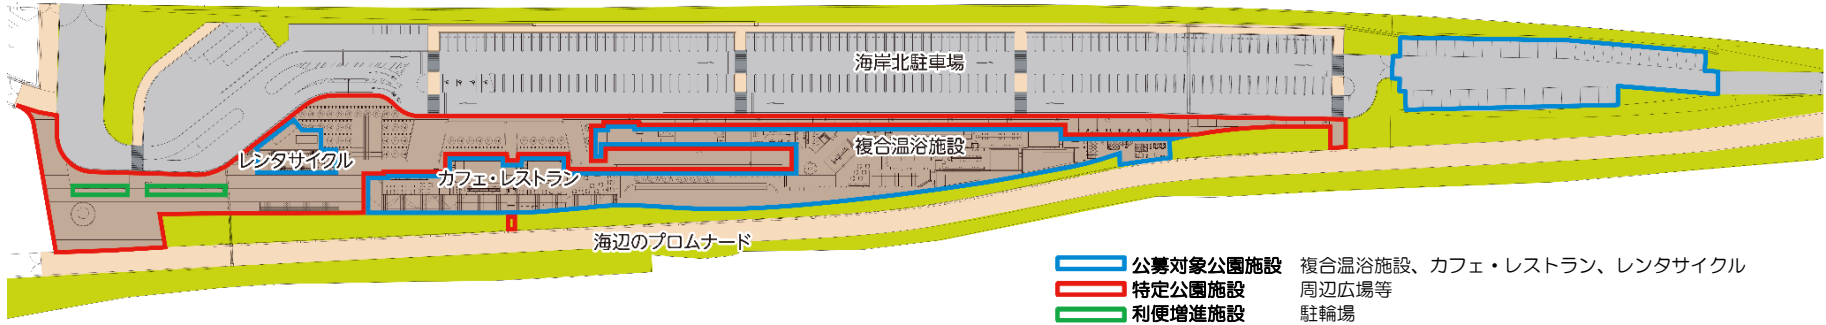 海岸北駐車場
複合温浴施設
レンタサイクル
カフェ・レストラン
海辺のプロムナード
公募対象公園施設 複合温浴施設、カフェ・レストラン、レンタサイクル
特定公園施設 周辺広場等
利便増進施設 駐輪場